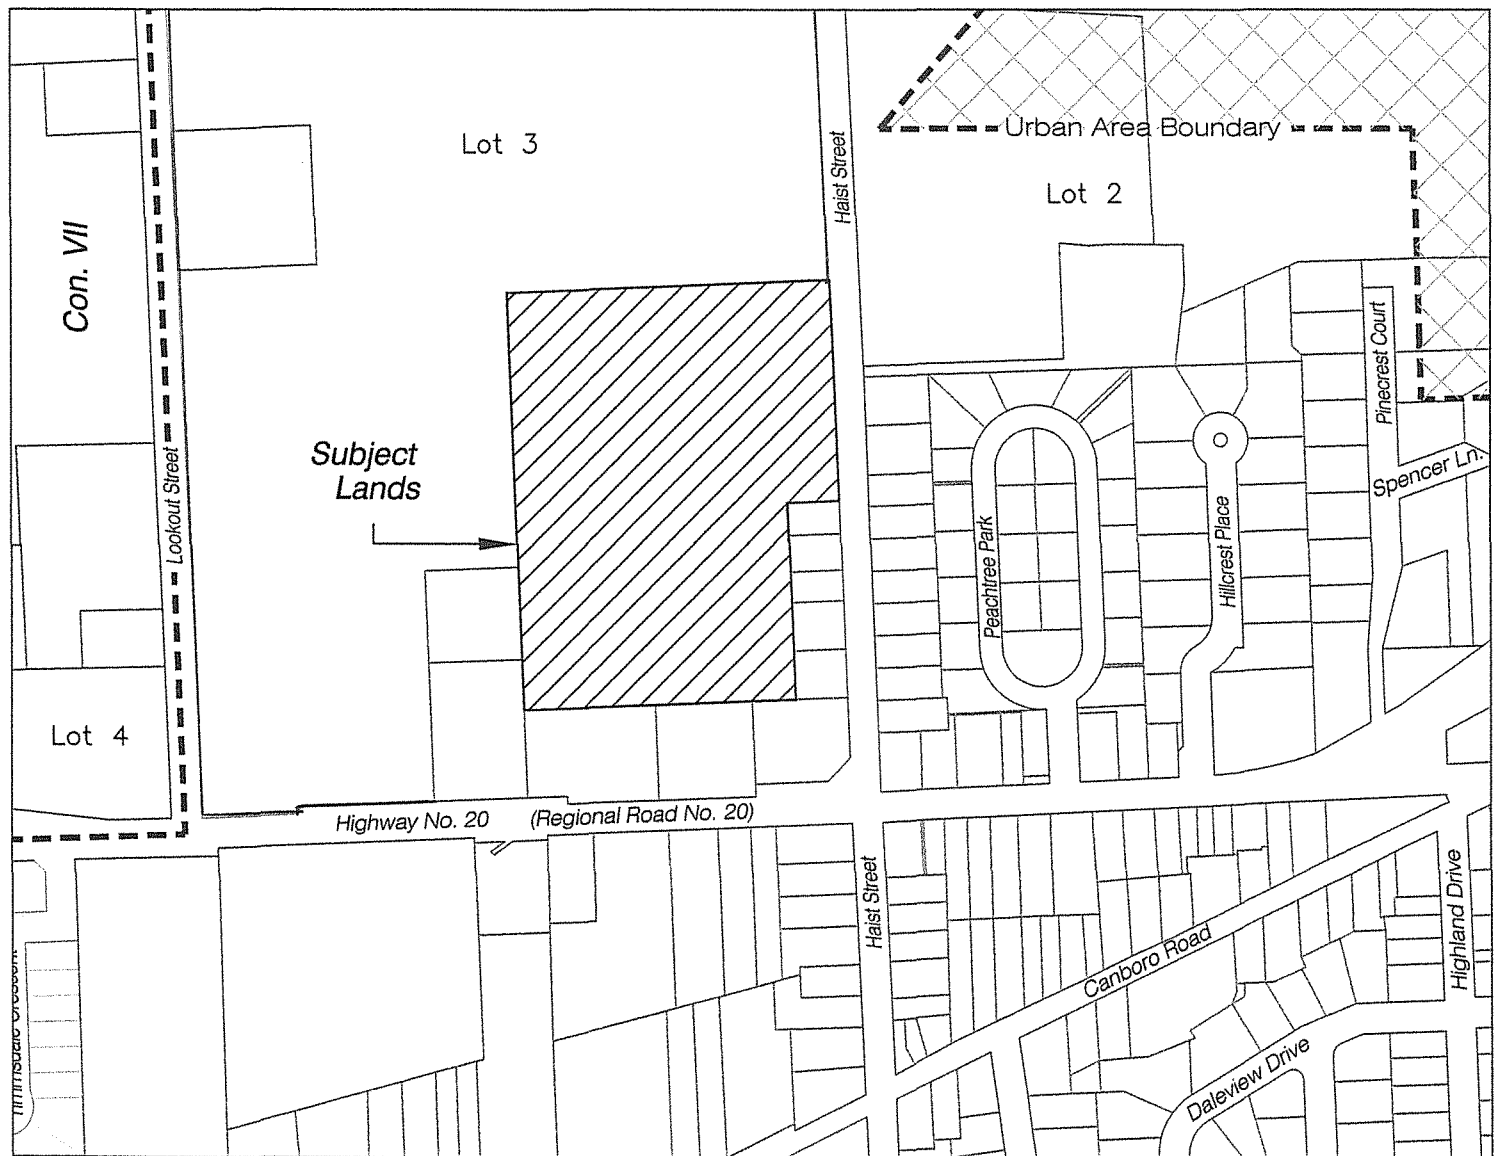 Lot 3
Haist Street
Urban Area Boundary
Lot 2
Con. VII
Pinecrest Court
Subject
Lands
Lookout Street
Spencer Ln.
Peachtree Park
Hillcrest Place
Lot 4
Highway No. 20 (Regional Road No. 20)
Haist Street
Highland Drive
Canboro Road
Daleview Drive
Crescent